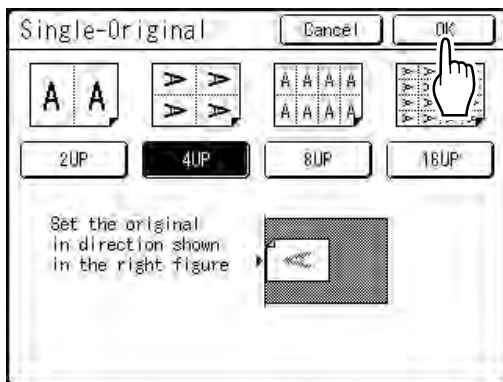 Single-Original
Cancel
OK
A A
A A
A A
A A A A
A A A A
2UP
4UP
8UP
16UP
Set the original
in direction shown
in the right figure
A